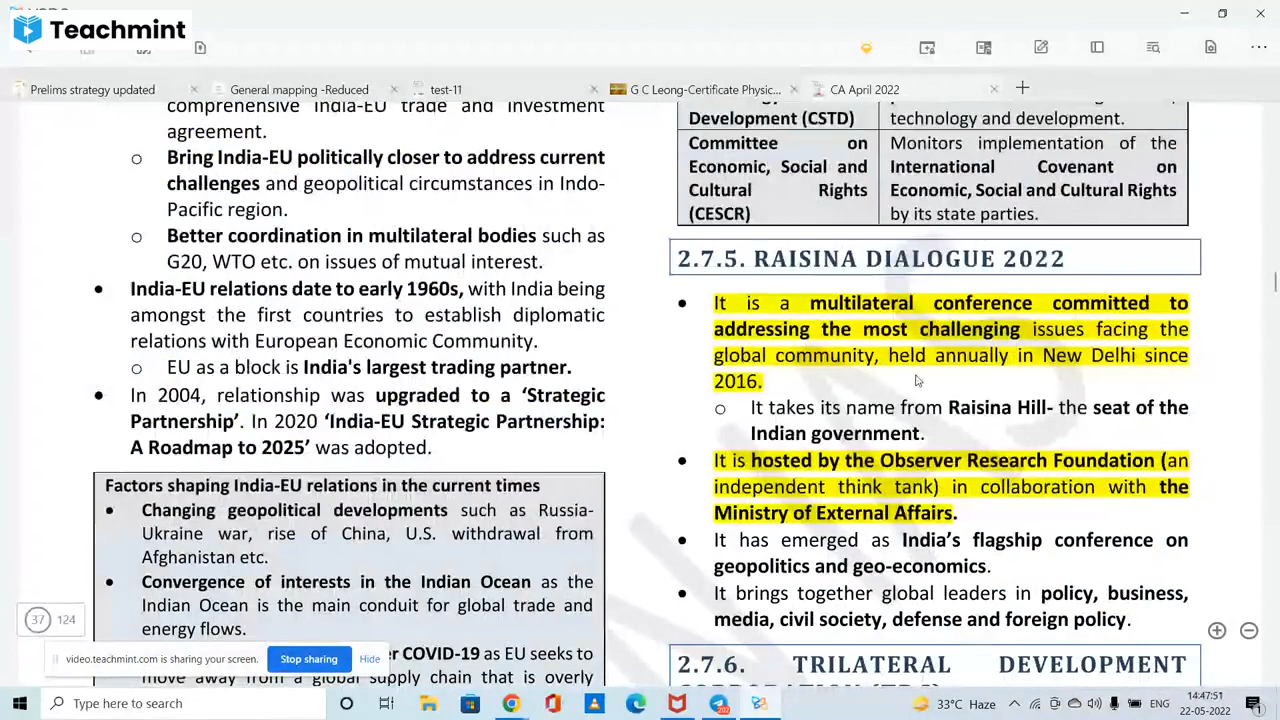 Teachmint
Prelims strategy updated
General mapping -Reduced
test-11
G C Leong-Certificate Physic...
CA April 2022
comprehensive India-EU trade and investment
agreement.
o Bring India-EU politically closer to address current
challenges and geopolitical circumstances in Indo-
Pacific region.
o Better coordination in multilateral bodies such as
G20, WTO etc. on issues of mutual interest.
• India-EU relations date to early 1960s, with India being
amongst the first countries to establish diplomatic
relations with European Economic Community.
o EU as a block is India's largest trading partner.
• In 2004, relationship was upgraded to a ‘Strategic
Partnership’. In 2020 ‘India-EU Strategic Partnership:
A Roadmap to 2025’ was adopted.
Factors shaping India-EU relations in the current times
• Changing geopolitical developments such as Russia-
Ukraine war, rise of China, U.S. withdrawal from
Afghanistan etc.
• Convergence of interests in the Indian Ocean as the
Indian Ocean is the main conduit for global trade and
energy flows.
COVID-19 as EU seeks to
move away from a global supply chain that is overly
Development (CSTD)
technology and development.
Committee on
Economic, Social and
Cultural Rights
(CESCR)
Monitors implementation of the
International Covenant on
Economic, Social and Cultural Rights
by its state parties.
2.7.5. RAISINA DIALOGUE 2022
• It is a multilateral conference committed to
addressing the most challenging issues facing the
global community, held annually in New Delhi since
2016.
o It takes its name from Raisina Hill- the seat of the
Indian government.
• It is hosted by the Observer Research Foundation (an
independent think tank) in collaboration with the
Ministry of External Affairs.
• It has emerged as India’s flagship conference on
geopolitics and geo-economics.
• It brings together global leaders in policy, business,
media, civil society, defense and foreign policy.
2.7.6. TRILATERAL DEVELOPMENT
37 124
video.teachmint.com is sharing your screen. Stop sharing Hide
Type here to search
33°C Haze
ENG
14:47:51
22-05-2022